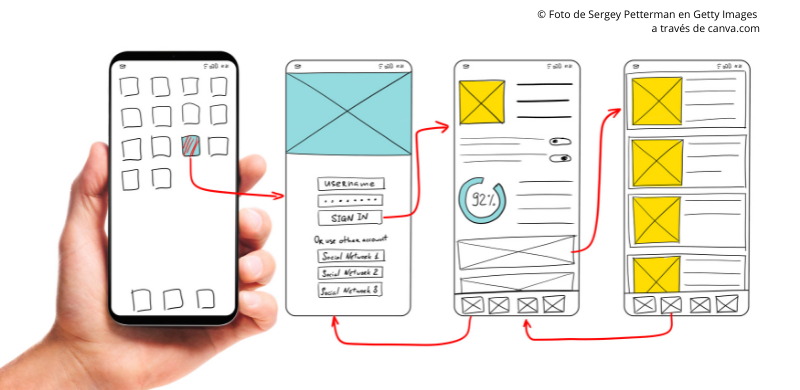 © Foto de Sergey Petterman en Getty Images
a través de canva.com
USERNAME
SIGN IN
Or use other account
Social Network 1
Social Network 2
Social Network 3
92%